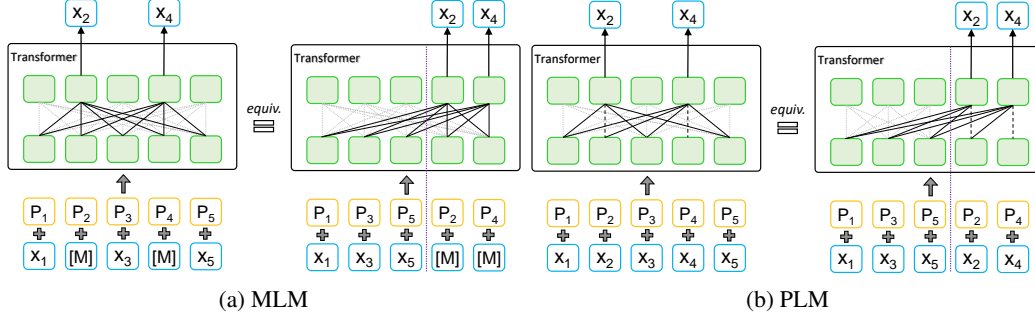 x2 x4 x2 x4 x2 x4 x2 x4
Transformer Transformer Transformer Transformer
equiv. equiv.
P1 P2 P3 P4 P5 P1 P3 P5 P2 P4 P1 P2 P3 P4 P5 P1 P3 P5 P2 P4
x1 [M] x3 [M] x5 x1 x3 x5 [M] [M] x1 x2 x3 x4 x5 x1 x3 x5 x2 x4
(a) MLM (b) PLM